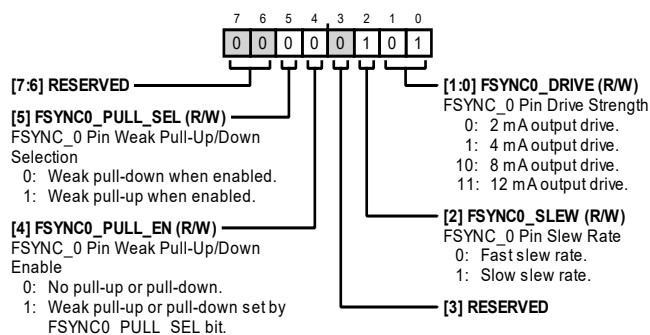 7 6 5 4 3 2 1 0
0 0 0 0 0 1 0 1
[7:6] RESERVED
[5] FSYNC0_PULL_SEL (R/W)
FSYNC_0 Pin Weak Pull-Up/Down
Selection
0: Weak pull-down when enabled.
1: Weak pull-up when enabled.
[4] FSYNC0_PULL_EN (R/W)
FSYNC_0 Pin Weak Pull-Up/Down
Enable
0: No pull-up or pull-down.
1: Weak pull-up or pull-down set by
FSYNC0_PULL_SEL bit.
[1:0] FSYNC0_DRIVE (R/W)
FSYNC_0 Pin Drive Strength
0: 2 mA output drive.
1: 4 mA output drive.
10: 8 mA output drive.
11: 12 mA output drive.
[2] FSYNC0_SLEW (R/W)
FSYNC_0 Pin Slew Rate
0: Fast slew rate.
1: Slow slew rate.
[3] RESERVED